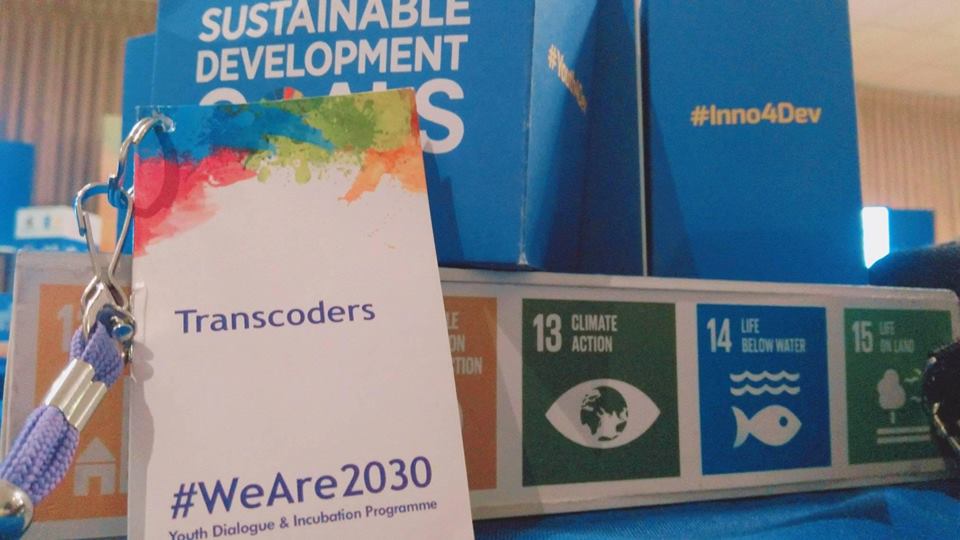 SUSTAINABLE
DEVELOPMENT
#Inno4Dev
Transcoders
#WeAre2030
Youth Dialogue & Incubation Programme
13 CLIMATE
ACTION
14 LIFE
BELOW WATER
15 LIFE
ON LAND